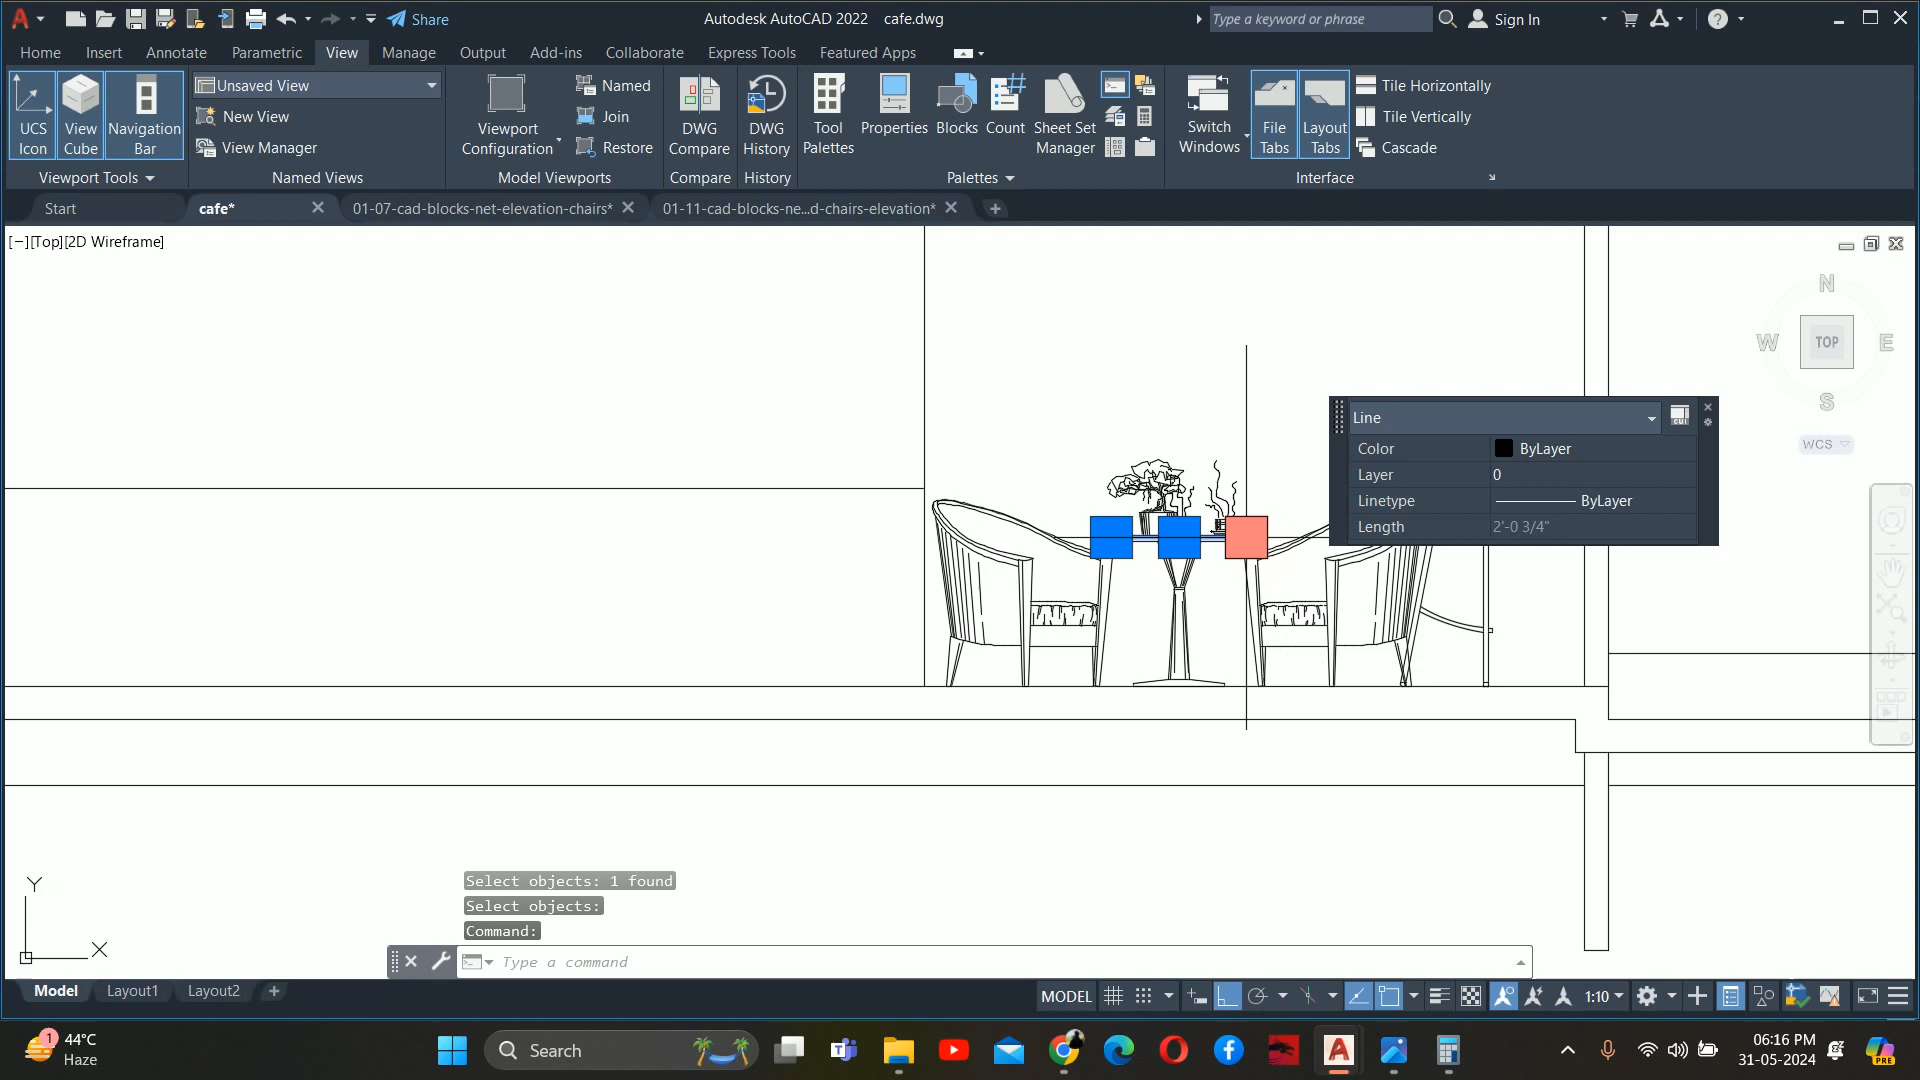 Share
Autodesk AutoCAD 2022 cafe.dwg
Type a keyword or phrase
Sign In
Home Insert Annotate Parametric View Manage Output Add-ins Collaborate Express Tools Featured Apps
UCS Icon
View Cube
Navigation Bar
Unsaved View
New View
View Manager
Viewport Configuration
Named
Join
Restore
DWG Compare
DWG History
Tool Palettes
Properties
Blocks
Count
Sheet Set Manager
Switch Windows
File Tabs
Layout Tabs
Tile Horizontally
Tile Vertically
Cascade
Viewport Tools Named Views Model Viewports Compare History Palettes Interface
Start cafe* 01-07-cad-blocks-net-elevation-chairs* 01-11-cad-blocks-ne...d-chairs-elevation*
[−][Top][2D Wireframe]
N
W TOP E
S
WCS
Line
CUI
Color ByLayer
Layer 0
Linetype ByLayer
Length 2'-0 3/4"
Y
X
Select objects: 1 found
Select objects:
Command:
Type a command
Model Layout1 Layout2
MODEL 1:10
1
44°C
Haze
Search
06:16 PM
31-05-2024
PRE